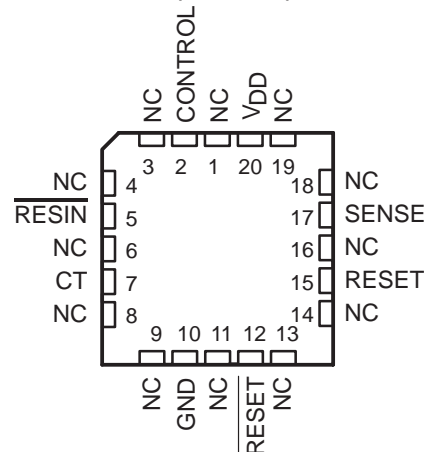 NC
CONTROL
NC
VDD
NC
3 2 1 20 19
NC 4
RESIN 5
NC 6
CT 7
NC 8
18 NC
17 SENSE
16 NC
15 RESET
14 NC
9 10 11 12 13
NC
GND
NC
RESET
NC